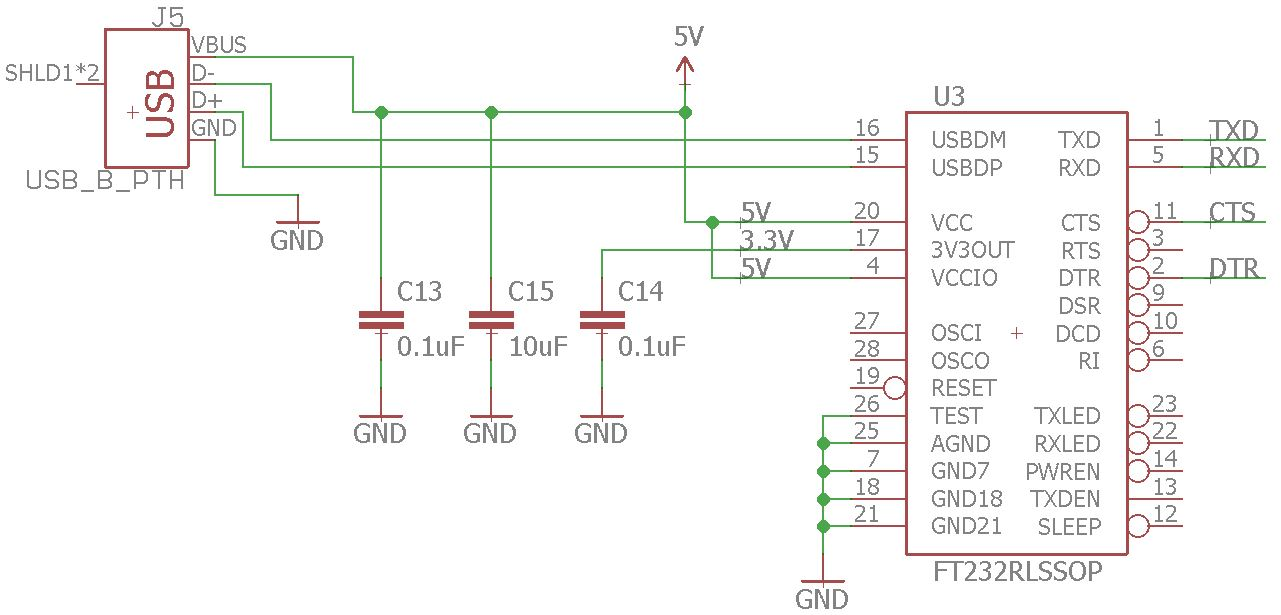 J5
VBUS
SHLD1*2
D-
D+
GND
USB
USB_B_PTH
GND
5V
C13
0.1uF
GND
C15
10uF
GND
C14
0.1uF
GND
U3
16 USBDM TXD 1 TXD
15 USBDP RXD 5 RXD
5V 20 VCC CTS 11 CTS
3.3V 17 3V3OUT RTS 3
5V 4 VCCIO DTR 2 DTR
DSR 9
27 OSCI DCD 10
28 OSCO RI 6
19 RESET
26 TEST TXLED 23
25 AGND RXLED 22
7 GND7 PWREN 14
18 GND18 TXDEN 13
21 GND21 SLEEP 12
FT232RLSSOP
GND